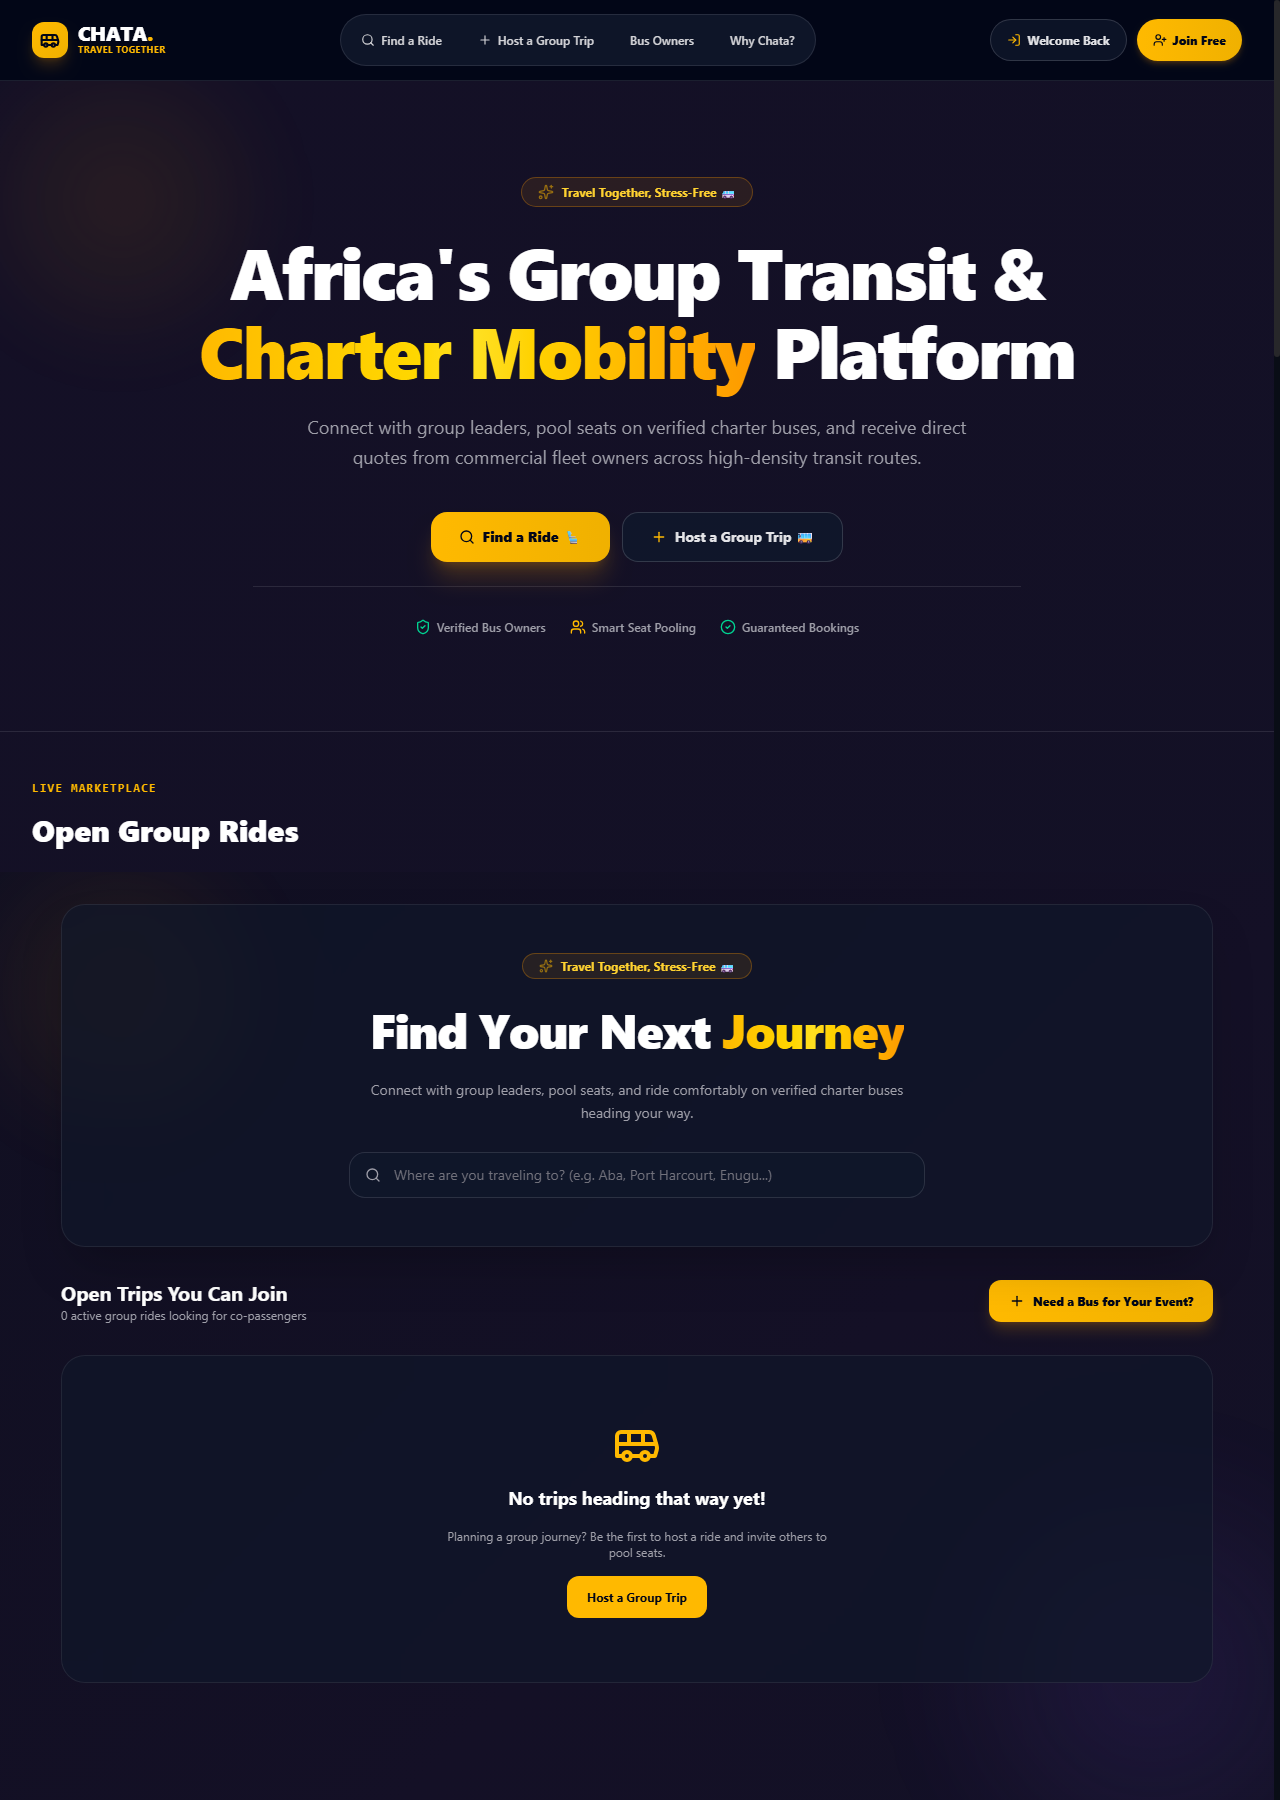 CHATA.
TRAVEL TOGETHER
Find a Ride
Host a Group Trip
Bus Owners
Why Chata?
Welcome Back
Join Free
Travel Together, Stress-Free 🚌
Africa's Group Transit &
Charter Mobility Platform
Connect with group leaders, pool seats on verified charter buses, and receive direct
quotes from commercial fleet owners across high-density transit routes.
Find a Ride 💺
Host a Group Trip 🚌
Verified Bus Owners
Smart Seat Pooling
Guaranteed Bookings
LIVE MARKETPLACE
Open Group Rides
Travel Together, Stress-Free 🚌
Find Your Next Journey
Connect with group leaders, pool seats, and ride comfortably on verified charter buses
heading your way.
Where are you traveling to? (e.g. Aba, Port Harcourt, Enugu...)
Open Trips You Can Join
0 active group rides looking for co-passengers
Need a Bus for Your Event?
No trips heading that way yet!
Planning a group journey? Be the first to host a ride and invite others to
pool seats.
Host a Group Trip